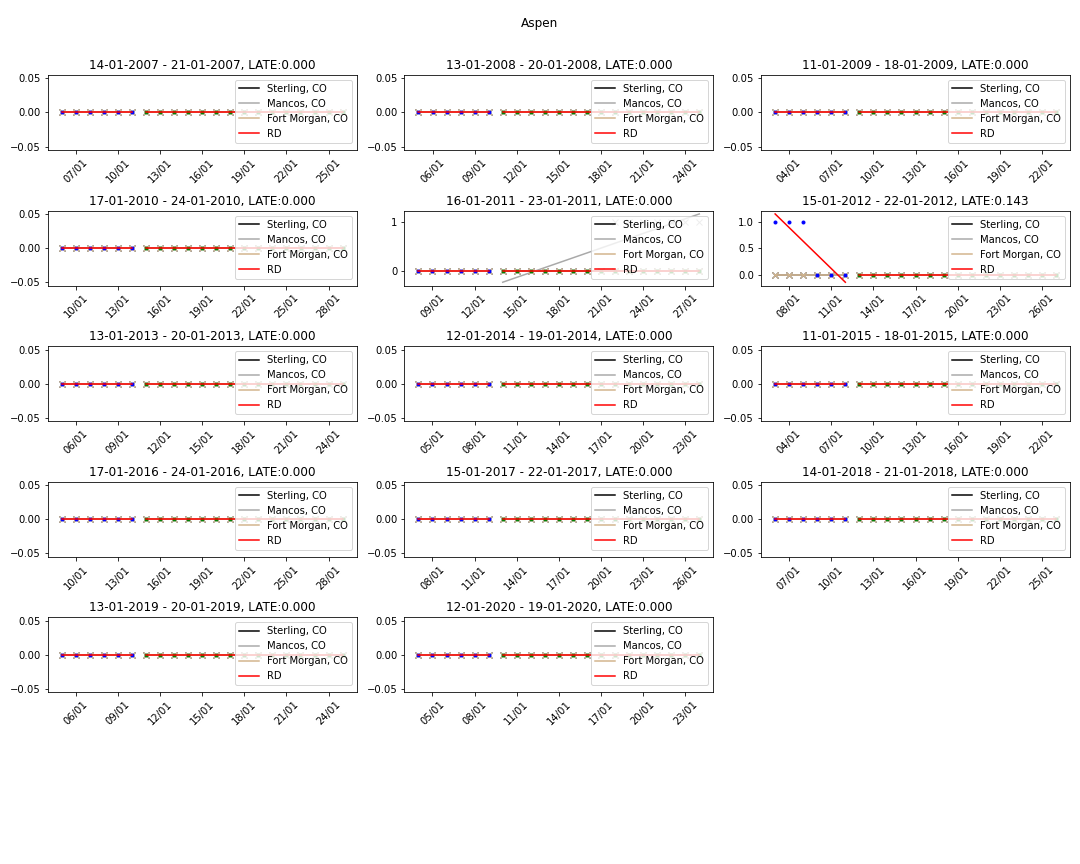 Aspen
14-01-2007 - 21-01-2007, LATE:0.000
0.05
0.00
−0.05
Sterling, CO
Mancos, CO
Fort Morgan, CO
RD
07/01 10/01 13/01 16/01 19/01 22/01 25/01
13-01-2008 - 20-01-2008, LATE:0.000
0.05
0.00
−0.05
Sterling, CO
Mancos, CO
Fort Morgan, CO
RD
06/01 09/01 12/01 15/01 18/01 21/01 24/01
11-01-2009 - 18-01-2009, LATE:0.000
0.05
0.00
−0.05
Sterling, CO
Mancos, CO
Fort Morgan, CO
RD
04/01 07/01 10/01 13/01 16/01 19/01 22/01
17-01-2010 - 24-01-2010, LATE:0.000
0.05
0.00
−0.05
Sterling, CO
Mancos, CO
Fort Morgan, CO
RD
10/01 13/01 16/01 19/01 22/01 25/01 28/01
16-01-2011 - 23-01-2011, LATE:0.000
1
0
Sterling, CO
Mancos, CO
Fort Morgan, CO
RD
09/01 12/01 15/01 18/01 21/01 24/01 27/01
15-01-2012 - 22-01-2012, LATE:0.143
1.0
0.5
0.0
Sterling, CO
Mancos, CO
Fort Morgan, CO
RD
08/01 11/01 14/01 17/01 20/01 23/01 26/01
13-01-2013 - 20-01-2013, LATE:0.000
0.05
0.00
−0.05
Sterling, CO
Mancos, CO
Fort Morgan, CO
RD
06/01 09/01 12/01 15/01 18/01 21/01 24/01
12-01-2014 - 19-01-2014, LATE:0.000
0.05
0.00
−0.05
Sterling, CO
Mancos, CO
Fort Morgan, CO
RD
05/01 08/01 11/01 14/01 17/01 20/01 23/01
11-01-2015 - 18-01-2015, LATE:0.000
0.05
0.00
−0.05
Sterling, CO
Mancos, CO
Fort Morgan, CO
RD
04/01 07/01 10/01 13/01 16/01 19/01 22/01
17-01-2016 - 24-01-2016, LATE:0.000
0.05
0.00
−0.05
Sterling, CO
Mancos, CO
Fort Morgan, CO
RD
10/01 13/01 16/01 19/01 22/01 25/01 28/01
15-01-2017 - 22-01-2017, LATE:0.000
0.05
0.00
−0.05
Sterling, CO
Mancos, CO
Fort Morgan, CO
RD
08/01 11/01 14/01 17/01 20/01 23/01 26/01
14-01-2018 - 21-01-2018, LATE:0.000
0.05
0.00
−0.05
Sterling, CO
Mancos, CO
Fort Morgan, CO
RD
07/01 10/01 13/01 16/01 19/01 22/01 25/01
13-01-2019 - 20-01-2019, LATE:0.000
0.05
0.00
−0.05
Sterling, CO
Mancos, CO
Fort Morgan, CO
RD
06/01 09/01 12/01 15/01 18/01 21/01 24/01
12-01-2020 - 19-01-2020, LATE:0.000
0.05
0.00
−0.05
Sterling, CO
Mancos, CO
Fort Morgan, CO
RD
05/01 08/01 11/01 14/01 17/01 20/01 23/01